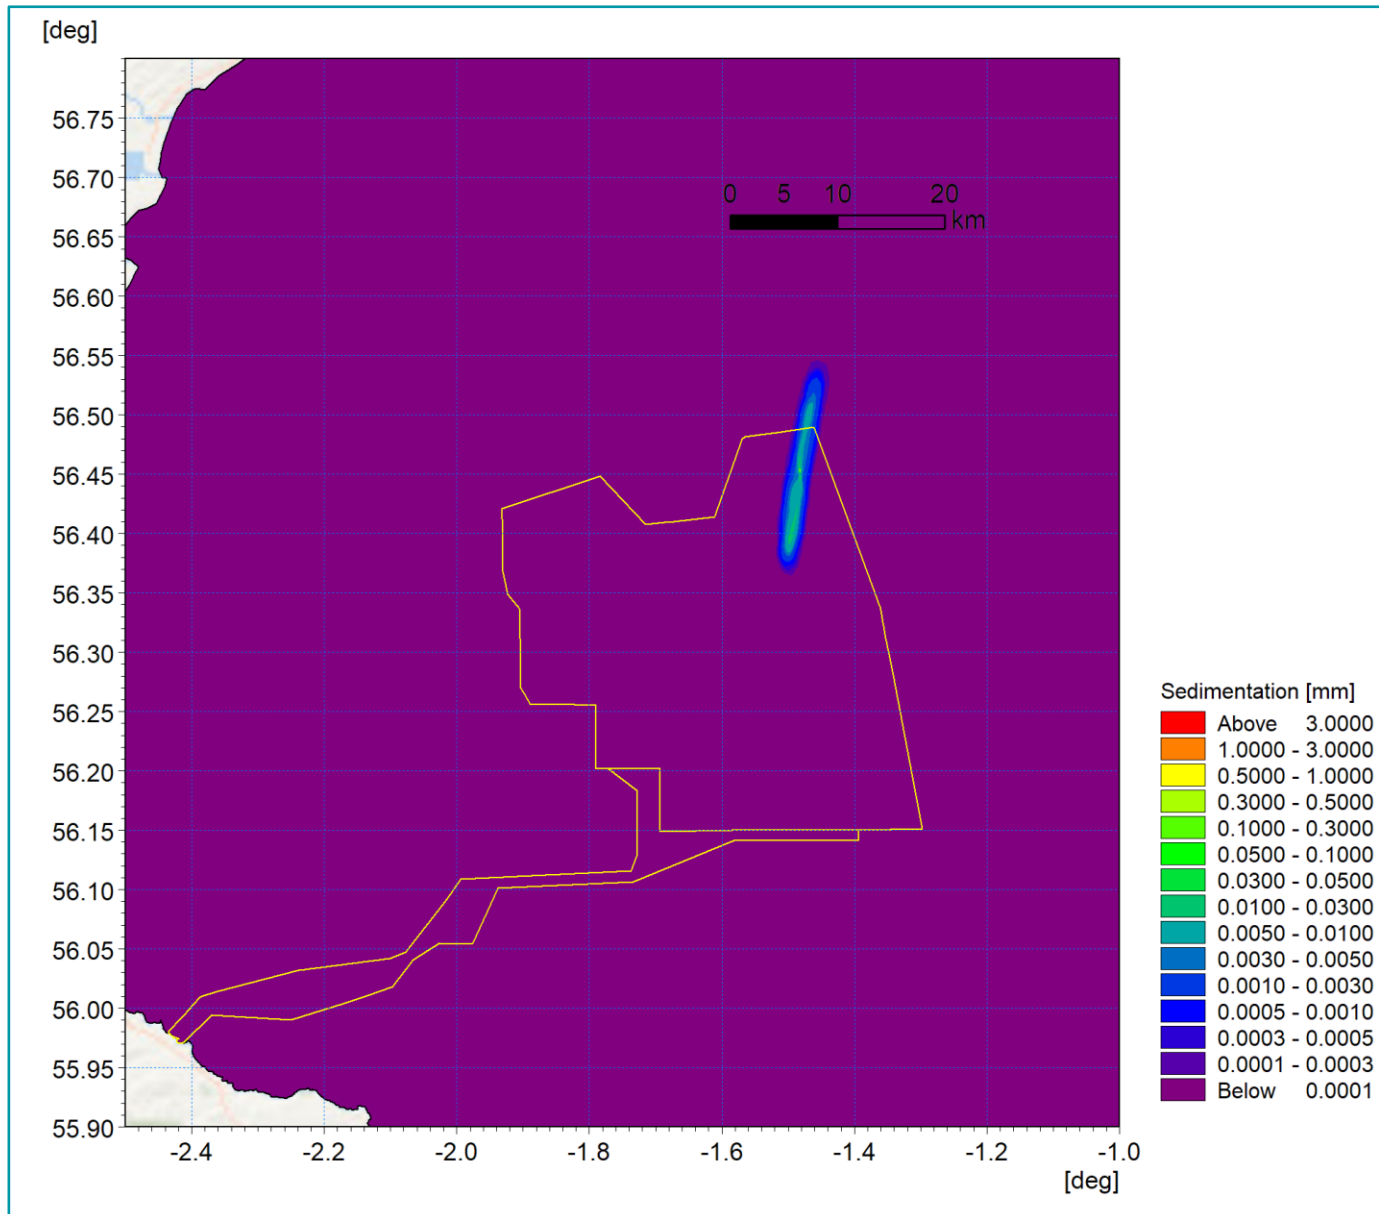 [deg]
56.75
56.70
56.65
56.60
56.55
56.50
56.45
56.40
56.35
56.30
56.25
56.20
56.15
56.10
56.05
56.00
55.95
55.90
0 5 10 20
km
-2.4 -2.2 -2.0 -1.8 -1.6 -1.4 -1.2 -1.0
[deg]
Sedimentation [mm]
Above 3.0000
1.0000 - 3.0000
0.5000 - 1.0000
0.3000 - 0.5000
0.1000 - 0.3000
0.0500 - 0.1000
0.0300 - 0.0500
0.0100 - 0.0300
0.0050 - 0.0100
0.0030 - 0.0050
0.0010 - 0.0030
0.0005 - 0.0010
0.0003 - 0.0005
0.0001 - 0.0003
Below 0.0001